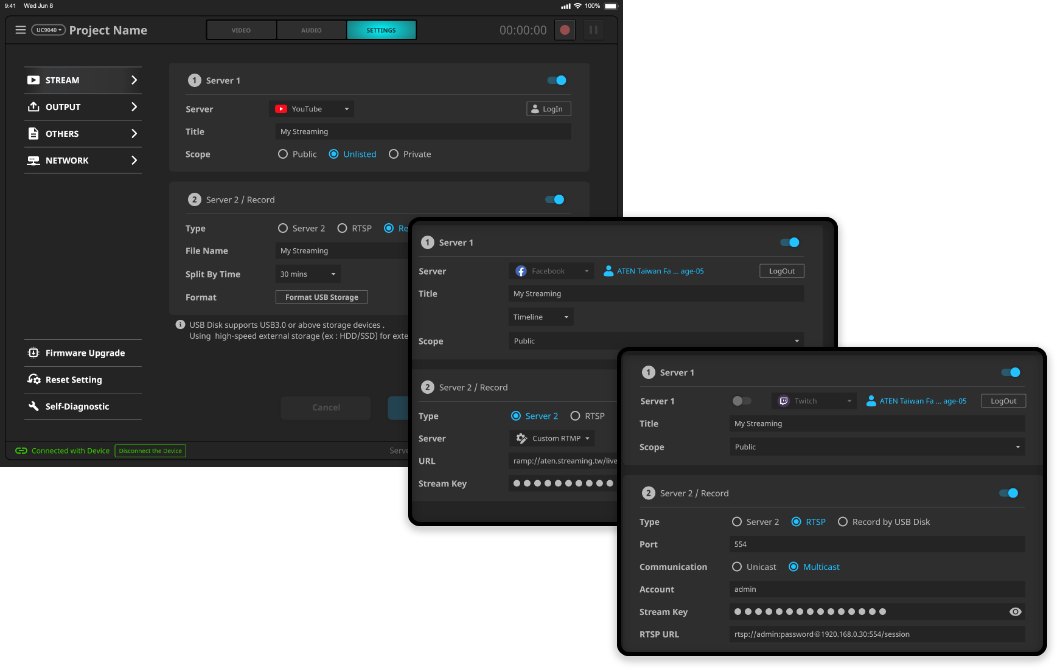 9:41 Wed Jun 8 100%
UC9040 Project Name VIDEO AUDIO SETTINGS 00:00:00
STREAM
OUTPUT
OTHERS
NETWORK
Firmware Upgrade
Reset Setting
Self-Diagnostic
1 Server 1
Server YouTube LogIn
Title My Streaming
Scope Public Unlisted Private
2 Server 2 / Record
Type Server 2 RTSP Re
File Name My Streaming
Split By Time 30 mins
Format Format USB Storage
USB Disk supports USB3.0 or above storage devices .
Using high-speed external storage (ex : HDD/SSD) for exte
Cancel
Connected with Device Disconnect the Device Serve
1 Server 1
Server Facebook ATEN Taiwan Fa ... age-05 LogOut
Title My Streaming
Timeline
Scope Public
2 Server 2 / Record
Type Server 2 RTSP
Server Custom RTMP
URL ramp://aten.streaming,tw/live
Stream Key
1 Server 1
Server 1 Twitch ATEN Taiwan Fa ... age-05 LogOut
Title My Streaming
Scope Public
2 Server 2 / Record
Type Server 2 RTSP Record by USB Disk
Port 554
Communication Unicast Multicast
Account admin
Stream Key
RTSP URL rtsp://admin:password@1920.168.0.30:554/session